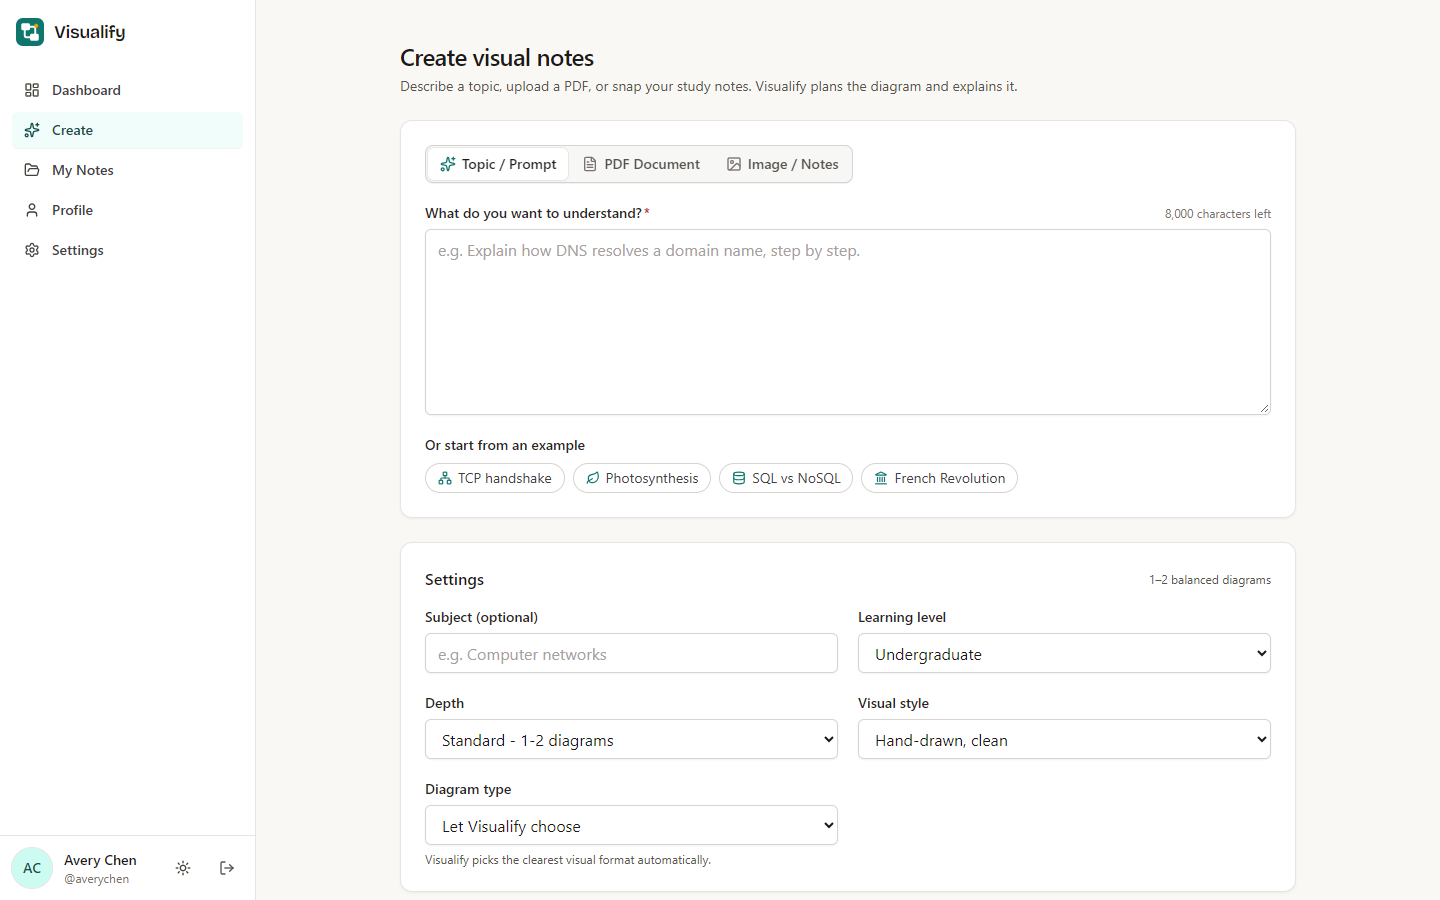 Visualify
Dashboard
Create
My Notes
Profile
Settings
AC
Avery Chen
@averychen
Create visual notes
Describe a topic, upload a PDF, or snap your study notes. Visualify plans the diagram and explains it.
Topic / Prompt
PDF Document
Image / Notes
What do you want to understand?*
8,000 characters left
e.g. Explain how DNS resolves a domain name, step by step.
Or start from an example
TCP handshake
Photosynthesis
SQL vs NoSQL
French Revolution
Settings
1–2 balanced diagrams
Subject (optional)
e.g. Computer networks
Learning level
Undergraduate
Depth
Standard - 1-2 diagrams
Visual style
Hand-drawn, clean
Diagram type
Let Visualify choose
Visualify picks the clearest visual format automatically.